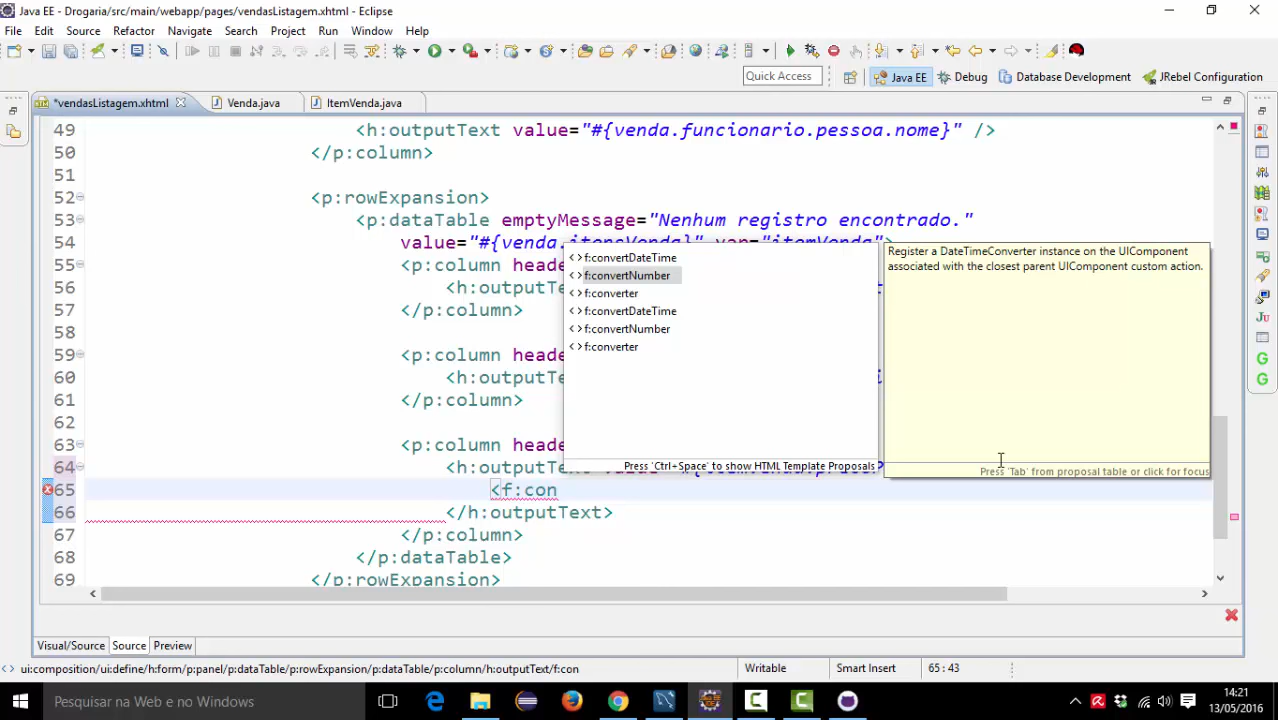 Java EE - Drogaria/src/main/webapp/pages/vendasListagem.xhtml - Eclipse
File Edit Source Refactor Navigate Search Project Run Window Help
Quick Access
Java EE Debug Database Development JRebel Configuration
*vendasListagem.xhtml Venda.java ItemVenda.java
49 <h:outputText value="#{venda.funcionario.pessoa.nome}" />
50 </p:column>
51
52 <p:rowExpansion>
53 <p:dataTable emptyMessage="Nenhum registro encontrado."
54 value="#{venda.itensVenda}" var="itemVenda">
55 <p:column heade
56 <h:outputTe
57 </p:column>
58
59 <p:column heade
60 <h:outputTe
61 </p:column>
62
63 <p:column heade
64 <h:outputText
65 <f:con
66 </h:outputText>
67 </p:column>
68 </p:dataTable>
69 </p:rowExpansion>
f:convertDateTime
f:convertNumber
f:converter
f:convertDateTime
f:convertNumber
f:converter
Press 'Ctrl+Space' to show HTML Template Proposals
Register a DateTimeConverter instance on the UIComponent
associated with the closest parent UIComponent custom action.
Press 'Tab' from proposal table or click for focus
Visual/Source Source Preview
ui:composition/ui:define/h:form/p:panel/p:dataTable/p:rowExpansion/p:dataTable/p:column/h:outputText/f:con
Writable Smart Insert 65 : 43
Pesquisar na Web e no Windows
14:21
13/05/2016